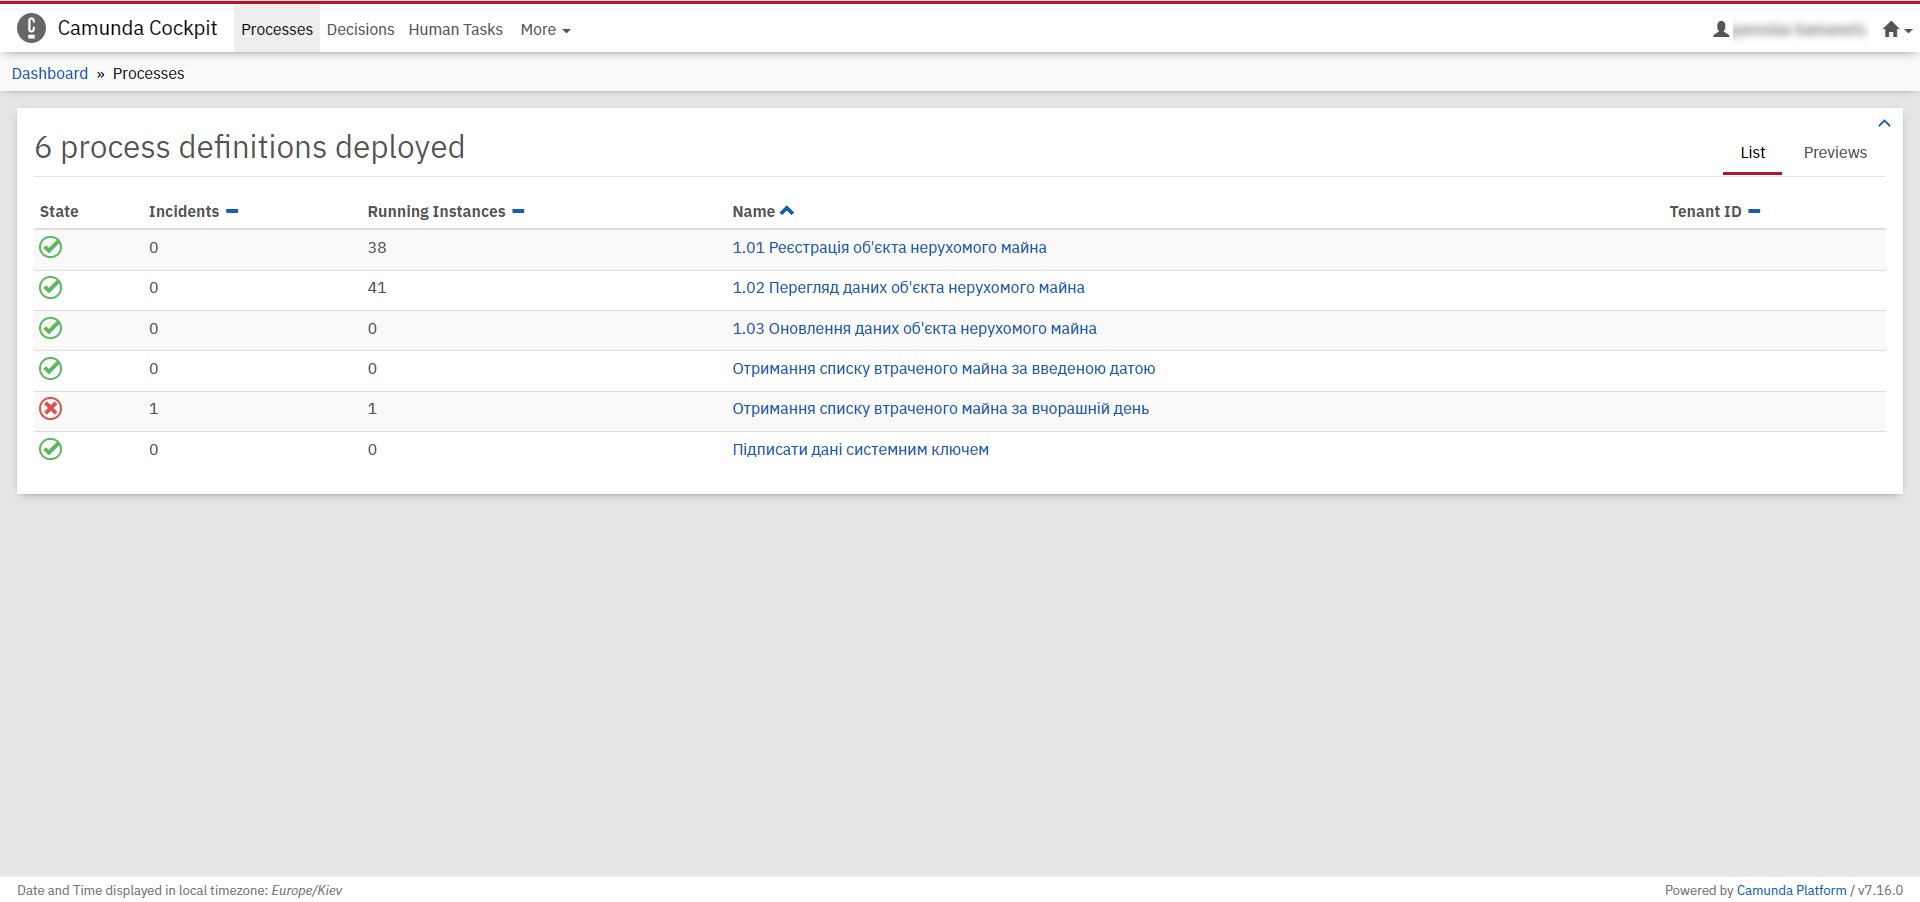 Camunda Cockpit Processes Decisions Human Tasks More
Dashboard » Processes
6 process definitions deployed
List Previews
State Incidents Running Instances Name Tenant ID
0 38 1.01 Реєстрація об'єкта нерухомого майна
0 41 1.02 Перегляд даних об'єкта нерухомого майна
0 0 1.03 Оновлення даних об'єкта нерухомого майна
0 0 Отримання списку втраченого майна за введеною датою
1 1 Отримання списку втраченого майна за вчорашній день
0 0 Підписати дані системним ключем
Date and Time displayed in local timezone: Europe/Kiev Powered by Camunda Platform / v7.16.0